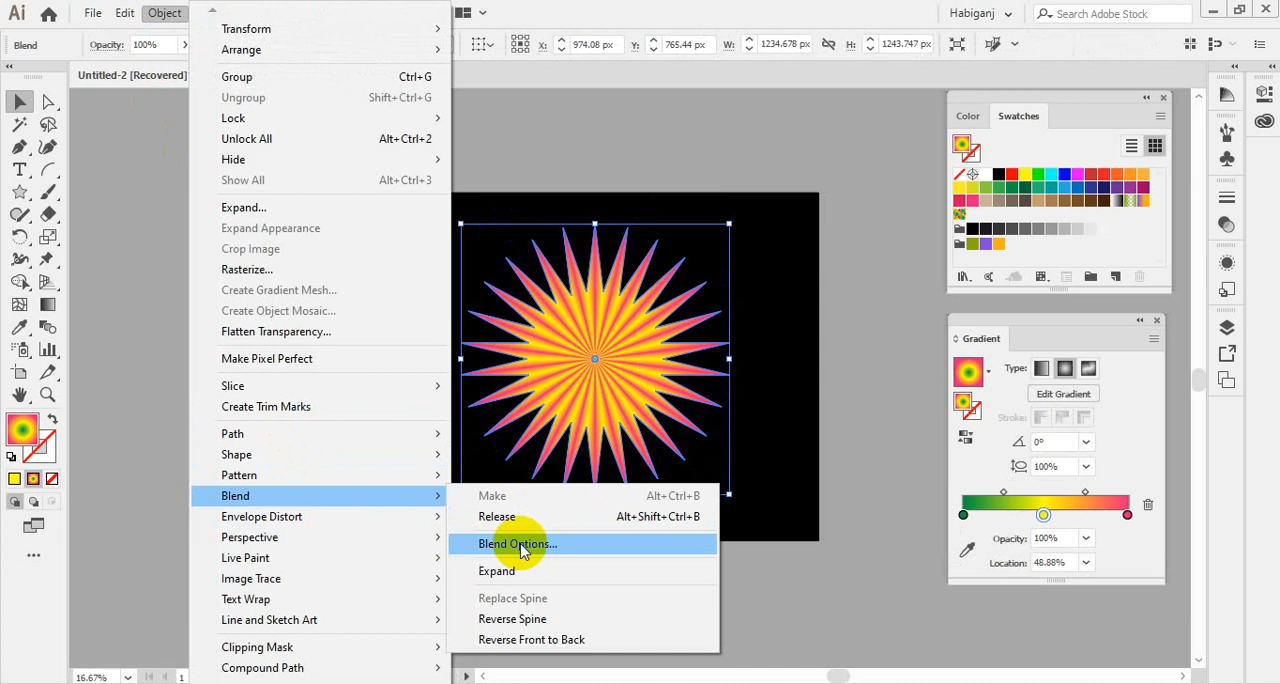 Ai File Edit Object Habiganj Search Adobe Stock
Blend Opacity: 100% X: 974.08 px Y: 765.44 px W: 1234.678 px H: 1243.747 px
Untitled-2 [Recovered]
Transform
Arrange
Group Ctrl+G
Ungroup Shift+Ctrl+G
Lock
Unlock All Alt+Ctrl+2
Hide
Show All Alt+Ctrl+3
Expand...
Expand Appearance
Crop Image
Rasterize...
Create Gradient Mesh...
Create Object Mosaic...
Flatten Transparency...
Make Pixel Perfect
Slice
Create Trim Marks
Path
Shape
Pattern
Blend
Envelope Distort
Perspective
Live Paint
Image Trace
Text Wrap
Line and Sketch Art
Clipping Mask
Compound Path
Make Alt+Ctrl+B
Release Alt+Shift+Ctrl+B
Blend Options...
Expand
Replace Spine
Reverse Spine
Reverse Front to Back
Color Swatches
Gradient
Type:
Edit Gradient
Stroke:
0°
100%
Opacity: 100%
Location: 48.88%
16.67% 1